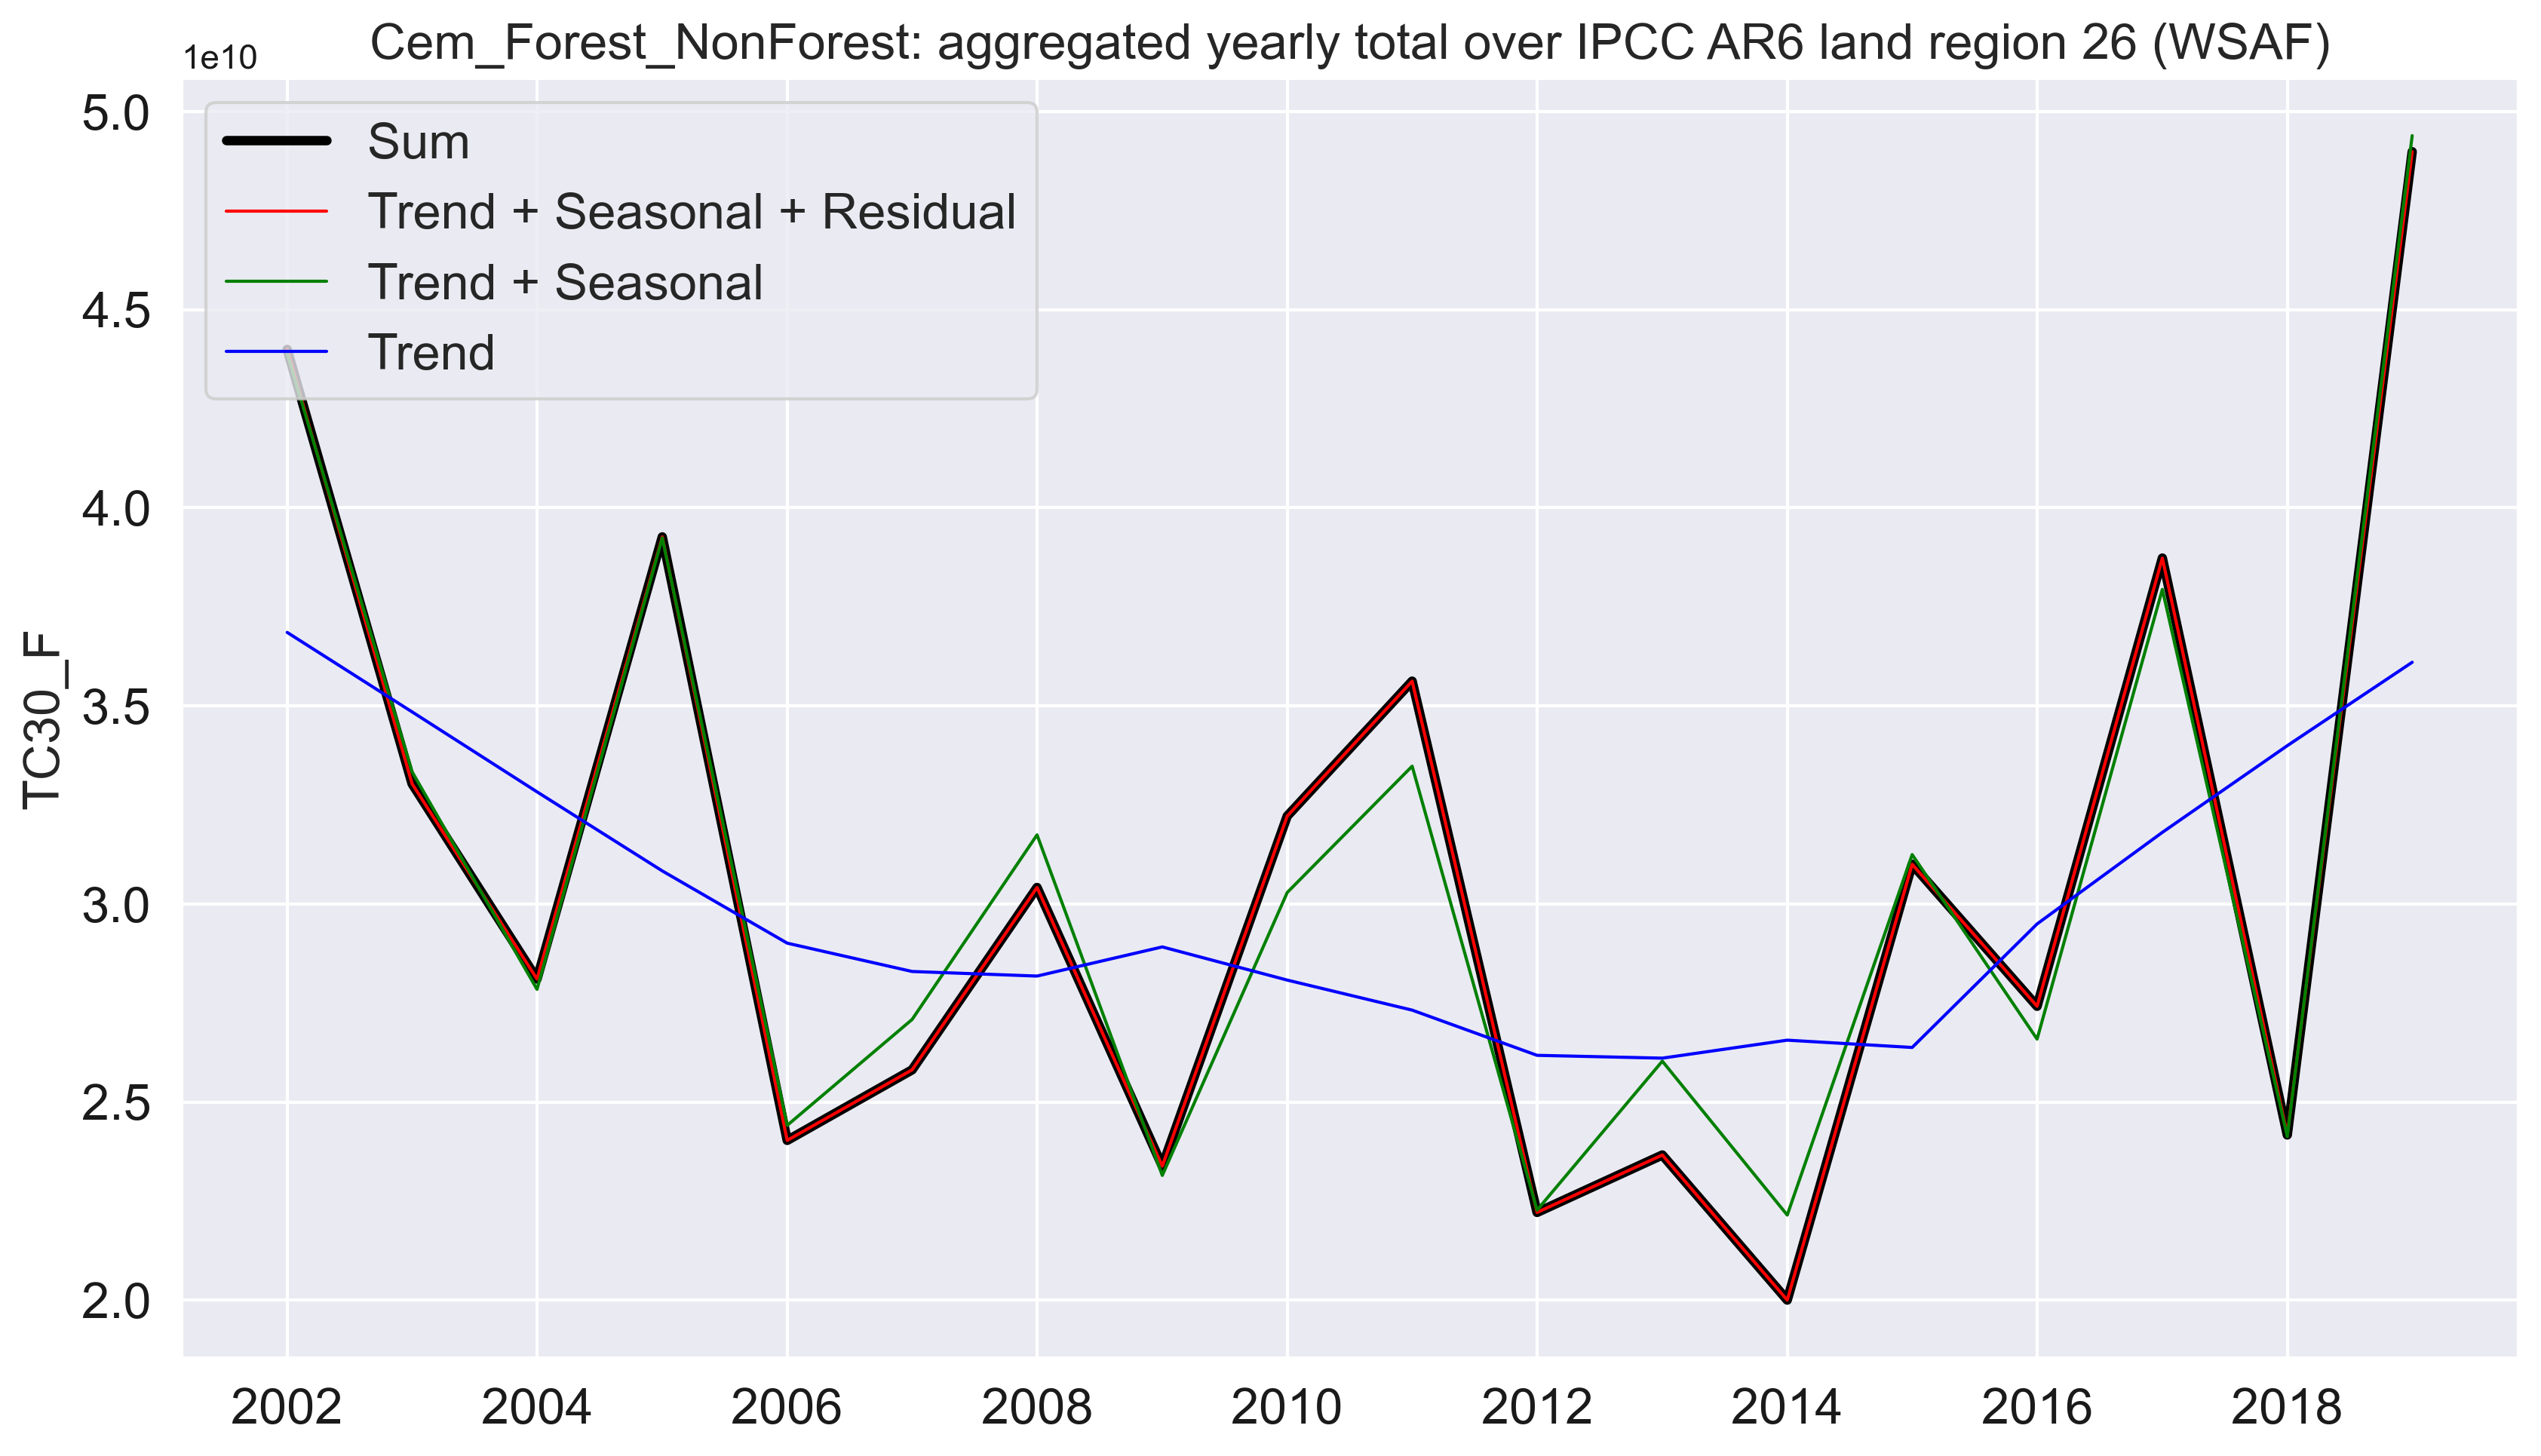 Cem_Forest_NonForest: aggregated yearly total over IPCC AR6 land region 26 (WSAF)
1e10
5.0
4.5
4.0
3.5
3.0
2.5
2.0
TC30_F
Sum
Trend + Seasonal + Residual
Trend + Seasonal
Trend
2002 2004 2006 2008 2010 2012 2014 2016 2018